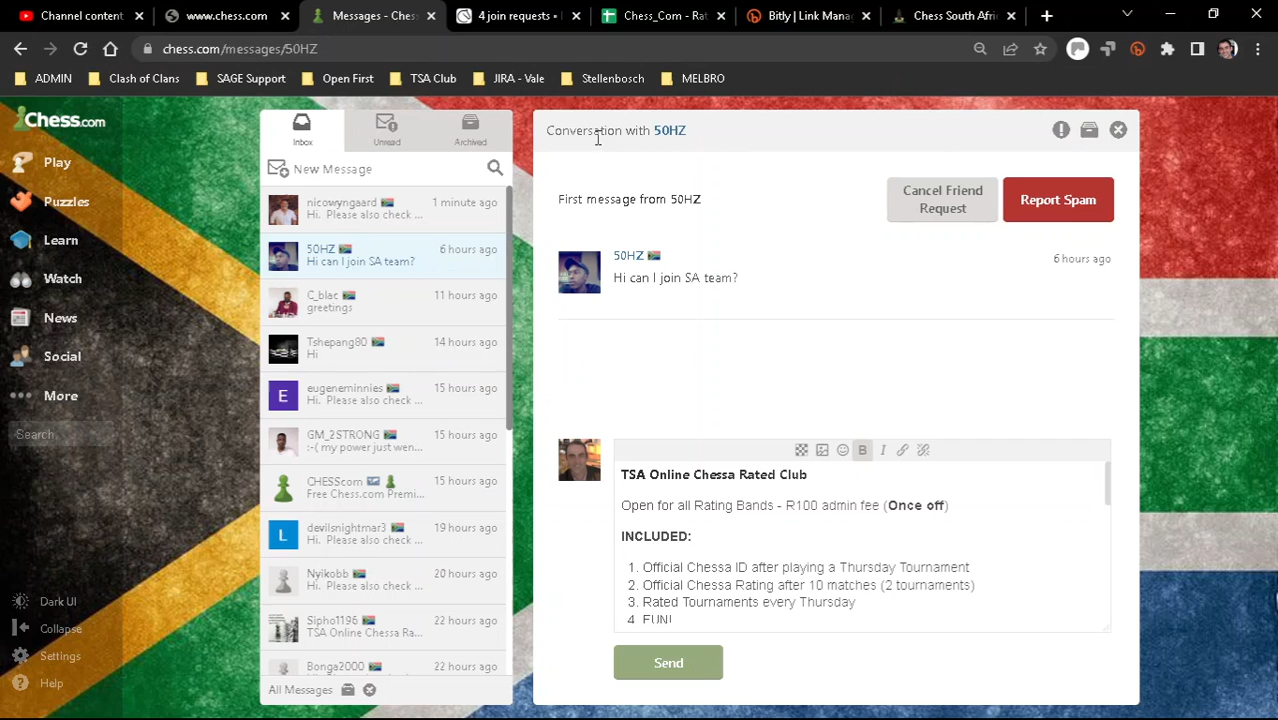 Channel content
www.chess.com
Messages - Ches
4 join requests •
Chess_Com - Rat
Bitly | Link Mana
Chess South Afri
chess.com/messages/50HZ
ADMIN
Clash of Clans
SAGE Support
Open First
TSA Club
JIRA - Vale
Stellenbosch
MELBRO
Chess.com
Play
Puzzles
Learn
Watch
News
Social
More
Search
Dark UI
Collapse
Settings
Help
Inbox
Unread
Archived
New Message
nicowyngaard 1 minute ago
Hi. Please also check ...
50HZ 6 hours ago
Hi can I join SA team?
C_blac 11 hours ago
greetings
Tshepang80 14 hours ago
Hi
E
eugeneminnies 15 hours ago
Hi. Please also check ...
GM_2STRONG 15 hours ago
:-( my power just wen...
CHESScom 15 hours ago
Free Chess.com Premi...
L
devilsnightmar3 19 hours ago
Hi. Please also check ...
Nyikobb 20 hours ago
Hi. Please also check ...
Sipho1196 22 hours ago
TSA Online Chessa Ra...
Bonga2000 22 hours ago
Hi. Please also check ...
All Messages
Conversation with 50HZ
First message from 50HZ
Cancel Friend
Request
Report Spam
50HZ
6 hours ago
Hi can I join SA team?
B I
TSA Online Chessa Rated Club
Open for all Rating Bands - R100 admin fee (Once off)
INCLUDED:
1. Official Chessa ID after playing a Thursday Tournament
2. Official Chessa Rating after 10 matches (2 tournaments)
3. Rated Tournaments every Thursday
4. FUN!
Send